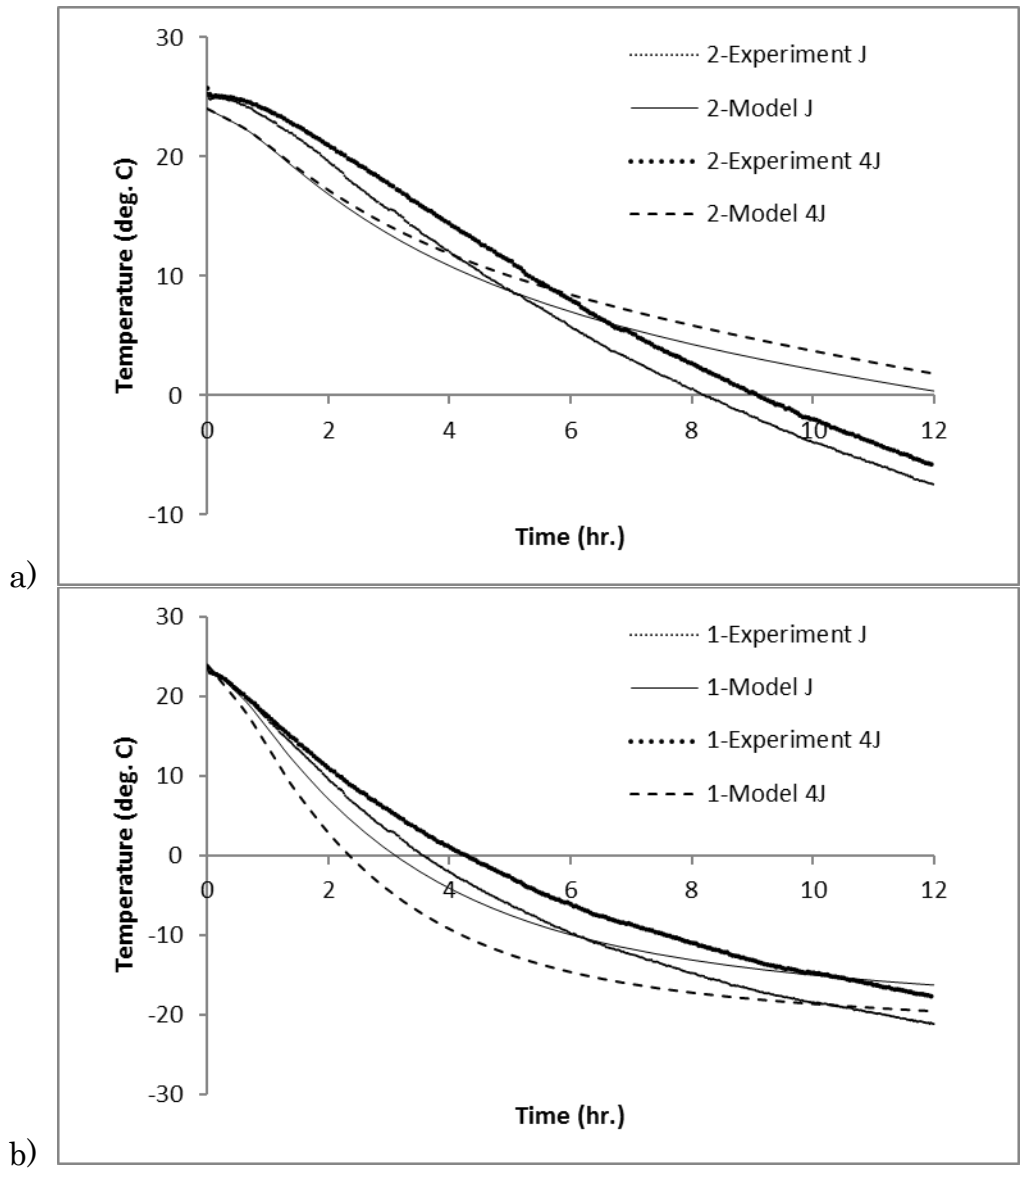 30
20
10
0
-10
0 2 4 6 8 10 12
Temperature (deg. C)
Time (hr.)
2-Experiment J
2-Model J
2-Experiment 4J
2-Model 4J
a)
30
20
10
0
-10
-20
-30
0 2 4 6 8 10 12
Temperature (deg. C)
Time (hr.)
1-Experiment J
1-Model J
1-Experiment 4J
1-Model 4J
b)